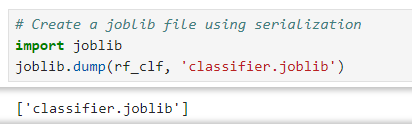 # Create a joblib file using serialization
import joblib
joblib.dump(rf_clf, 'classifier.joblib')
['classifier.joblib']